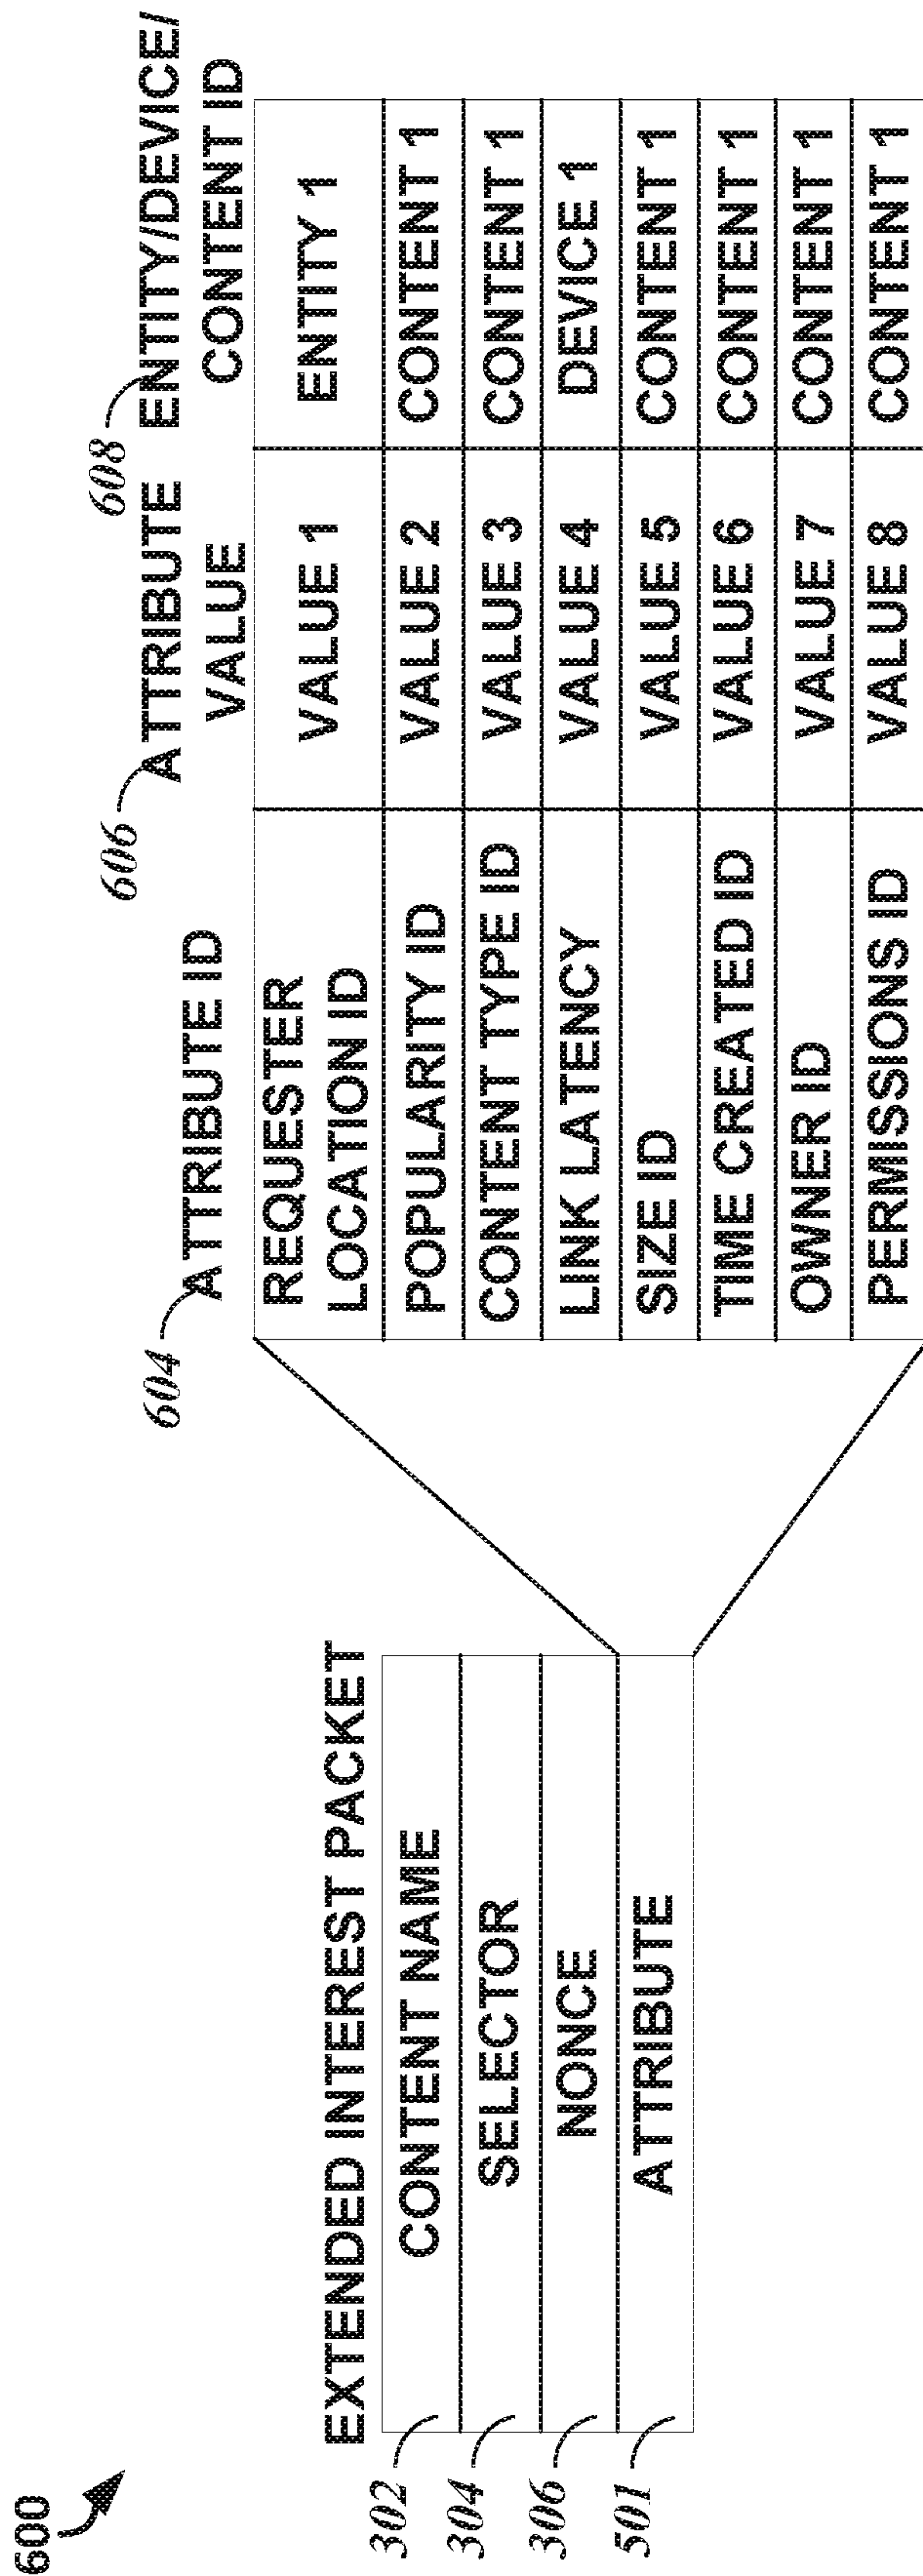 600
EXTENDED INTEREST PACKET
302
CONTENT NAME
304
SELECTOR
306
NONCE
501
ATTRIBUTE
604
ATTRIBUTE ID
606
ATTRIBUTE
VALUE
608
ENTITY/DEVICE/
CONTENT ID
REQUESTER
LOCATION ID
VALUE 1
ENTITY 1
POPULARITY ID
VALUE 2
CONTENT 1
CONTENT TYPE ID
VALUE 3
CONTENT 1
LINK LATENCY
VALUE 4
DEVICE 1
SIZE ID
VALUE 5
CONTENT 1
TIME CREATED ID
VALUE 6
CONTENT 1
OWNER ID
VALUE 7
CONTENT 1
PERMISSIONS ID
VALUE 8
CONTENT 1